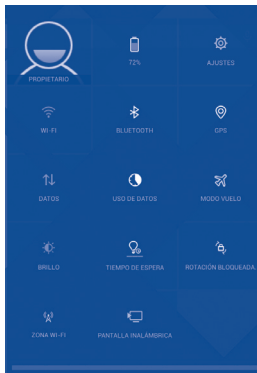 PROPIETARIO
72%
AJUSTES
WI-FI
BLUETOOTH
GPS
DATOS
USO DE DATOS
MODO VUELO
BRILLO
TIEMPO DE ESPERA
ROTACIÓN BLOQUEADA
ZONA WI-FI
PANTALLA INALÁMBRICA